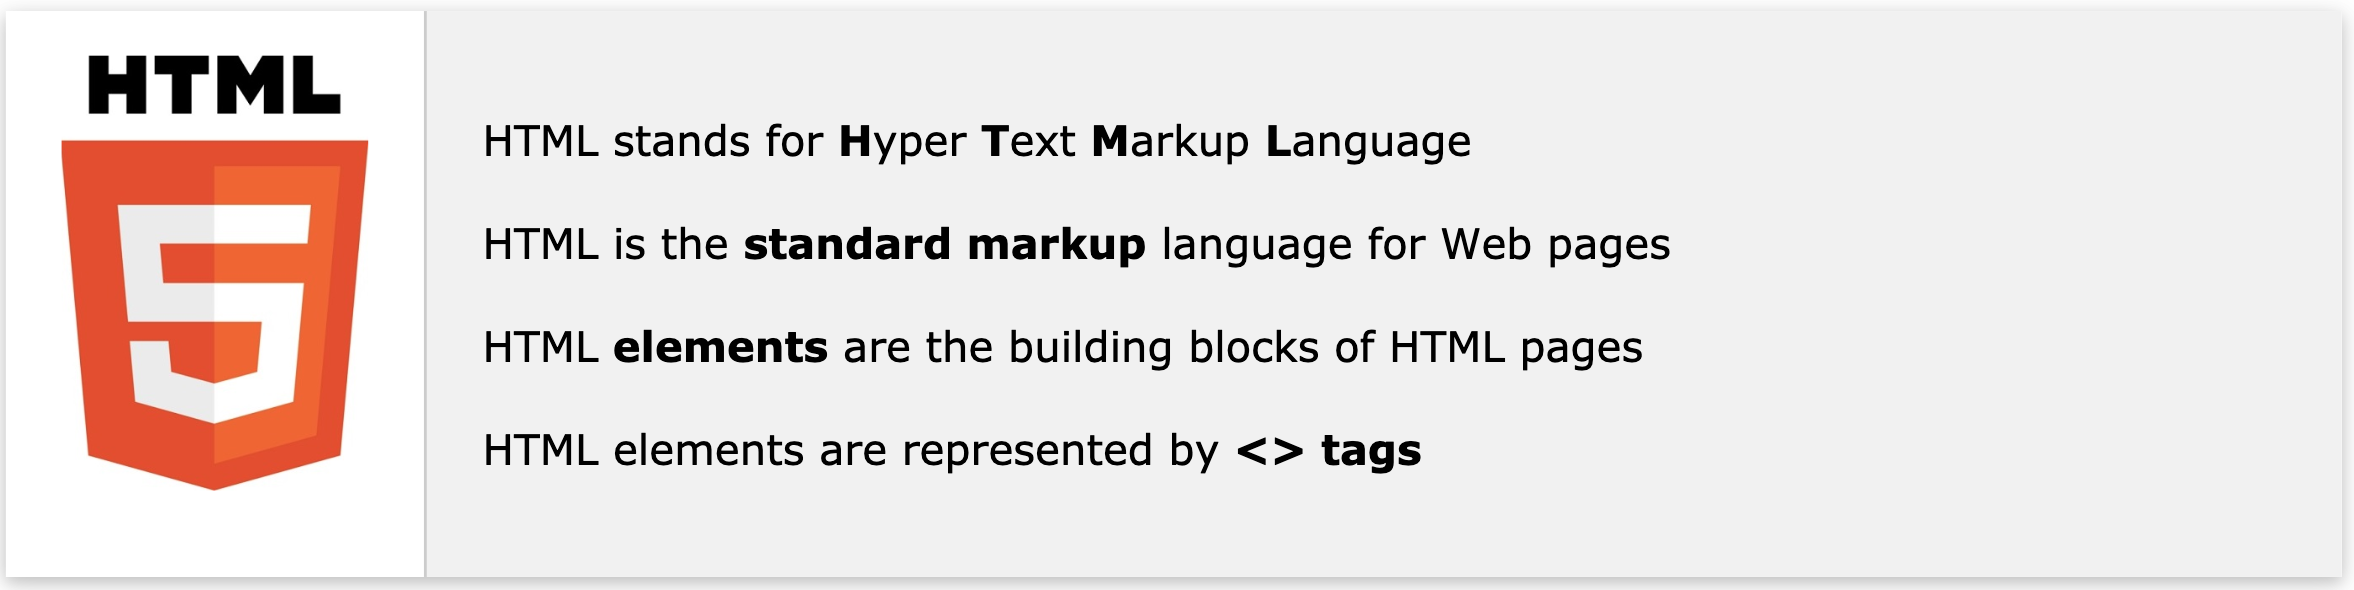 HTML
5
HTML stands for Hyper Text Markup Language
HTML is the standard markup language for Web pages
HTML elements are the building blocks of HTML pages
HTML elements are represented by <> tags